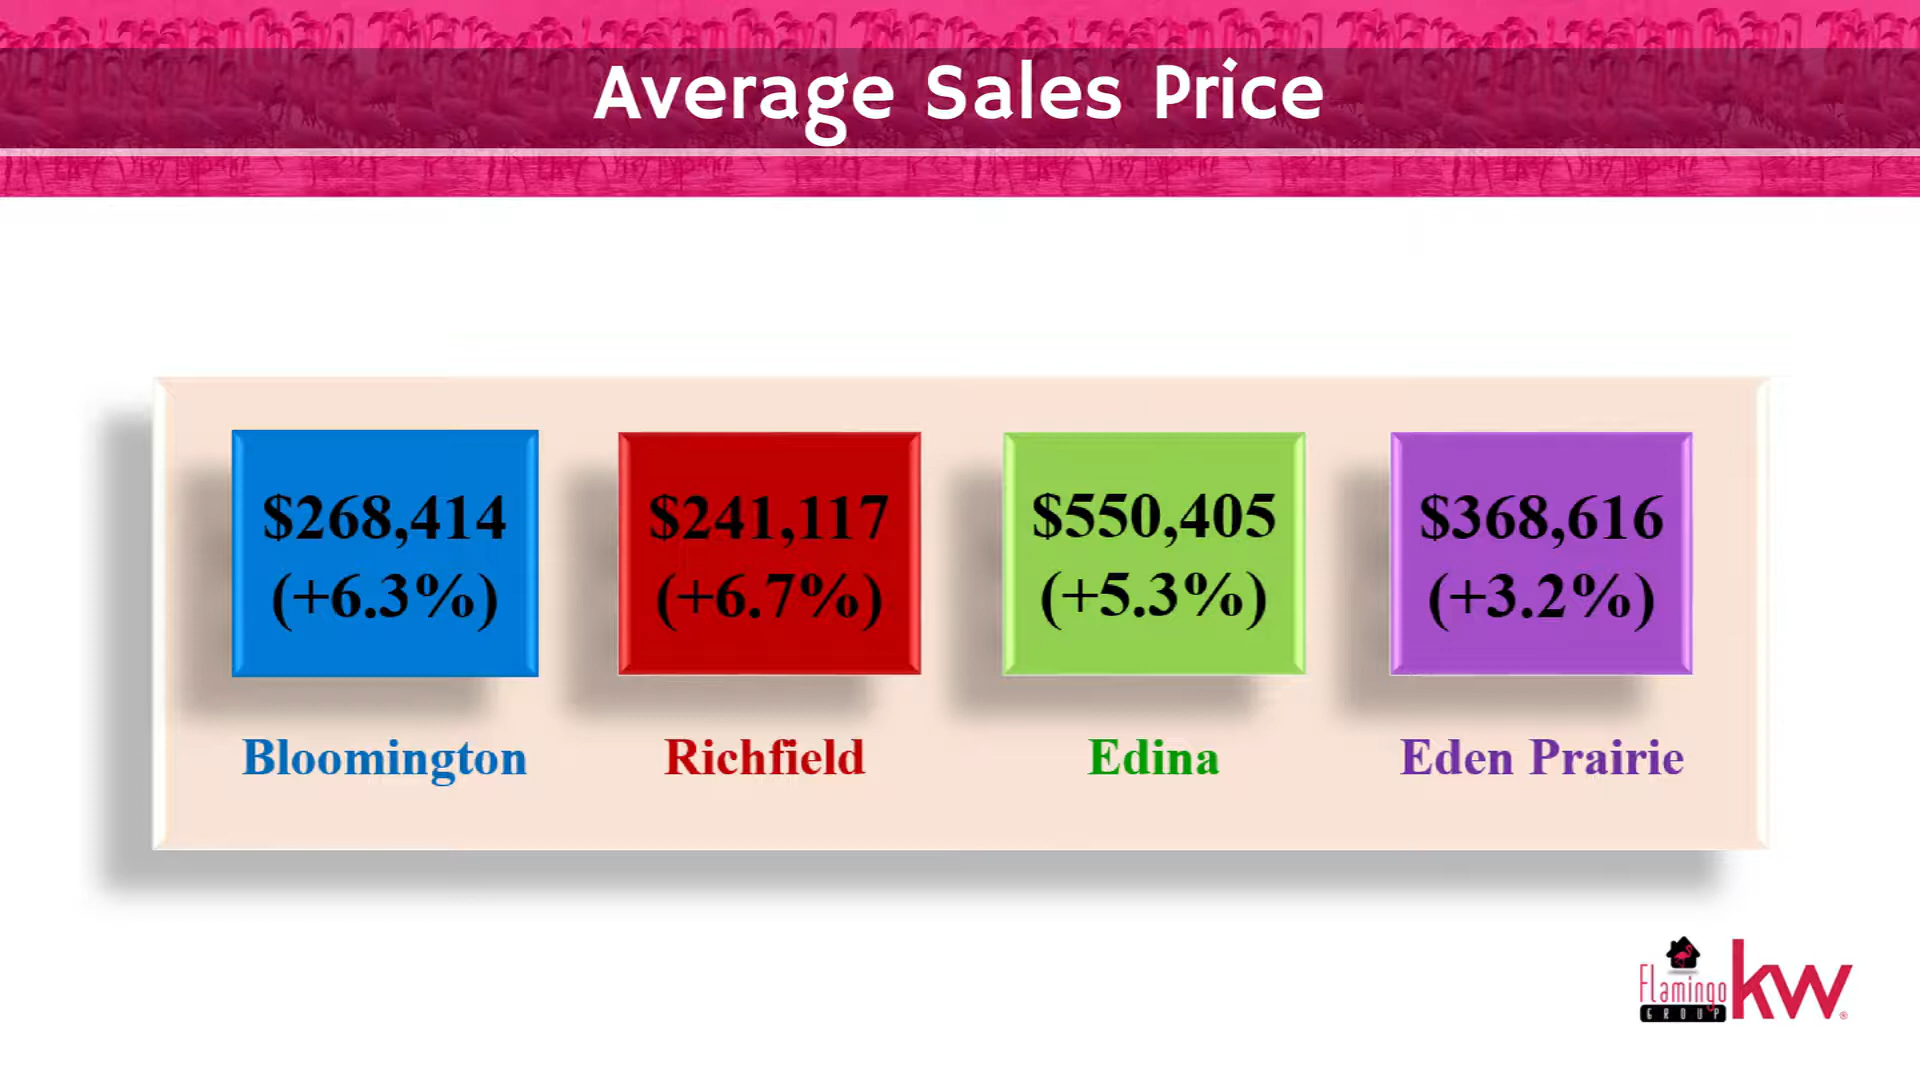 Average Sales Price
$268,414
(+6.3%)
$241,117
(+6.7%)
$550,405
(+5.3%)
$368,616
(+3.2%)
Bloomington
Richfield
Edina
Eden Prairie
Flamingo
GROUP
kw®